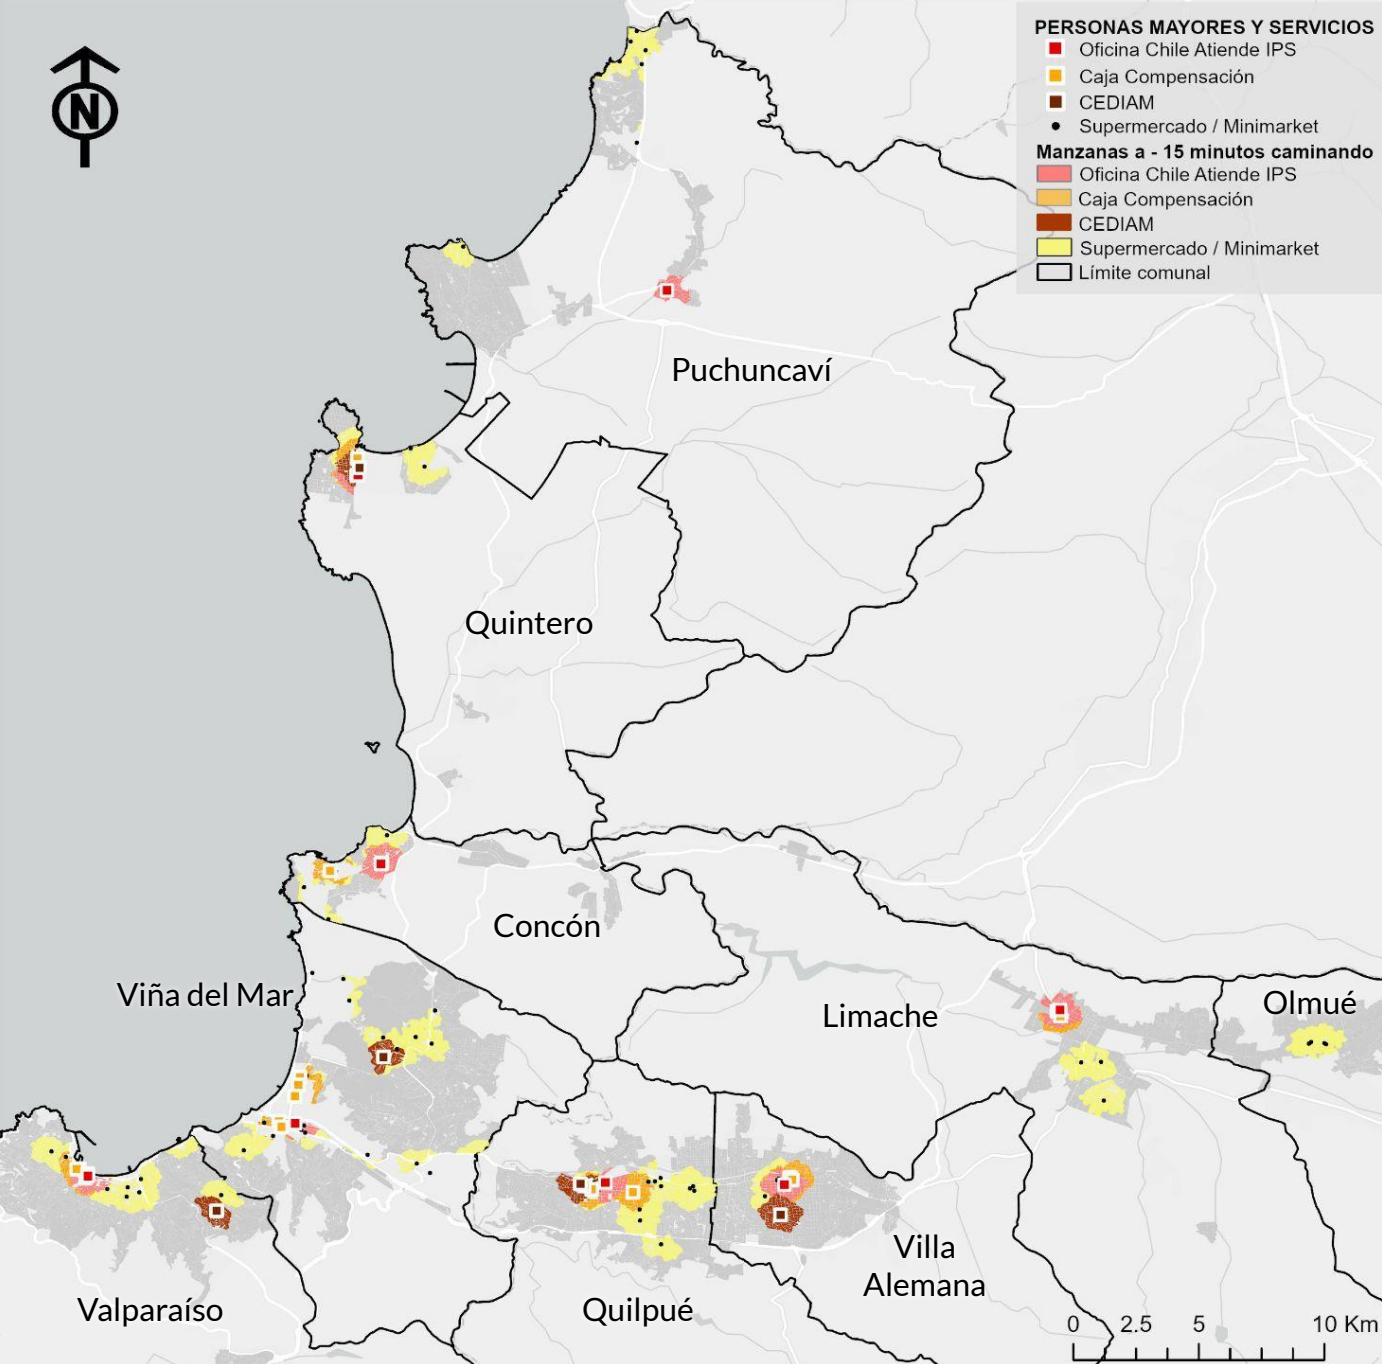 N
PERSONAS MAYORES Y SERVICIOS
Oficina Chile Atiende IPS
Caja Compensación
CEDIAM
Supermercado / Minimarket
Manzanas a - 15 minutos caminando
Oficina Chile Atiende IPS
Caja Compensación
CEDIAM
Supermercado / Minimarket
Límite comunal
Puchuncaví
Quintero
Concón
Viña del Mar
Limache
Olmué
Villa
Alemana
Valparaíso
Quilpué
0 2.5 5 10 Km